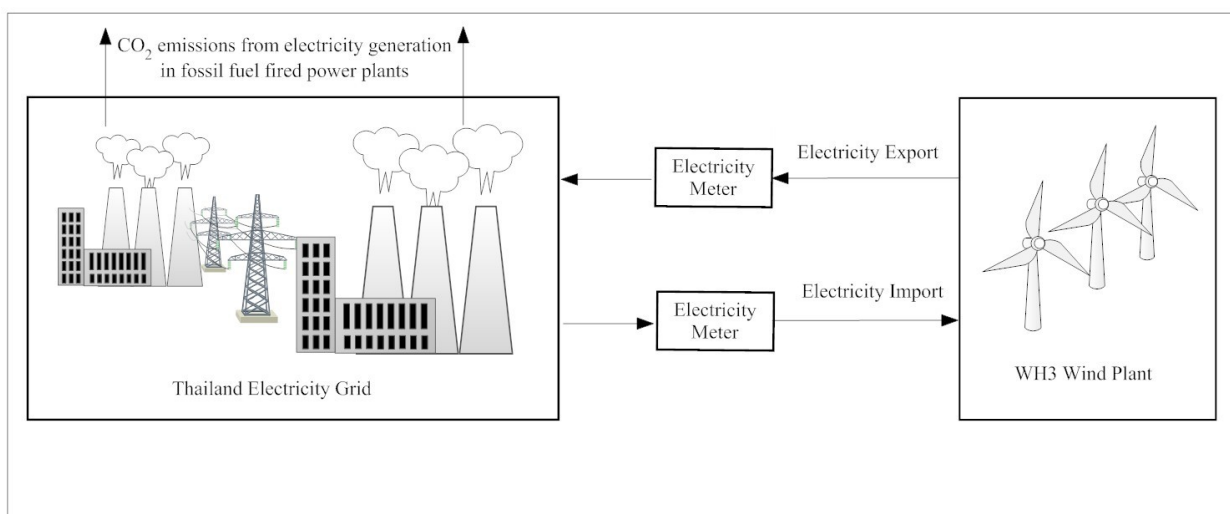 CO₂ emissions from electricity generation
in fossil fuel fired power plants
Electricity Export
Electricity
Meter
Electricity Import
Electricity
Meter
Thailand Electricity Grid
WH3 Wind Plant